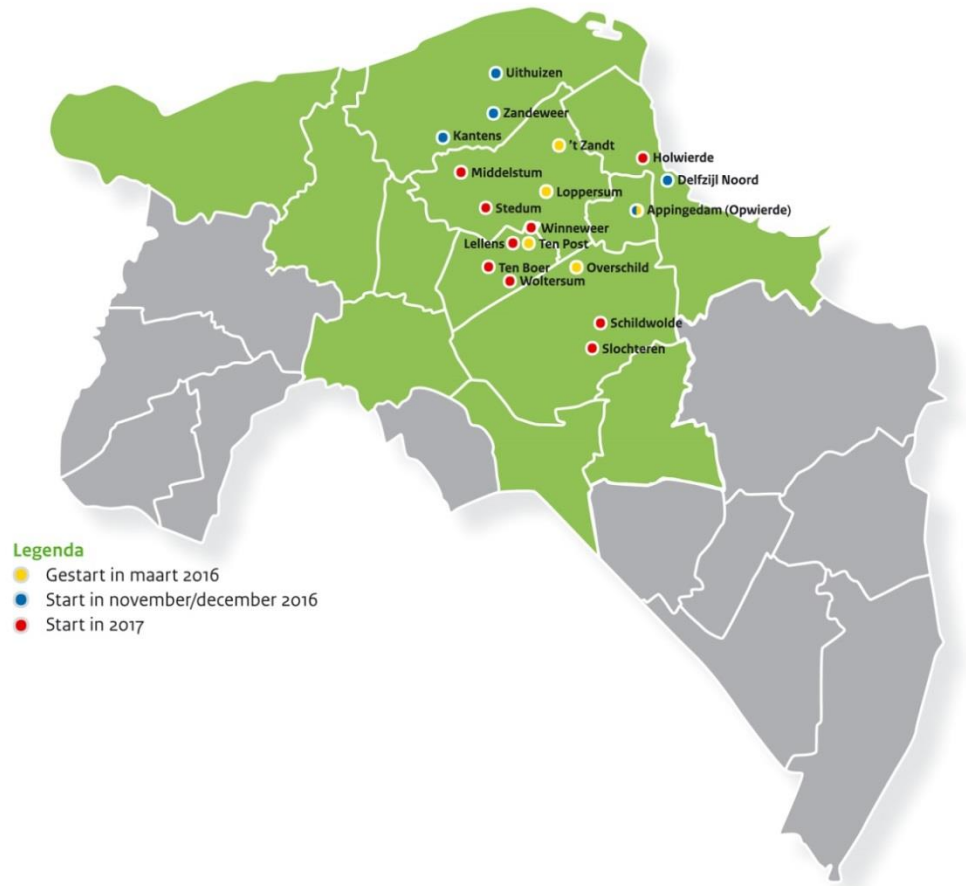 Uithuizen
Zandeweer
Kantens
't Zandt
Holwierde
Middelstum
Delfzijl Noord
Loppersum
Stedum
Appingedam (Opwierde)
Winneweer
Lellens
Ten Post
Ten Boer
Overschild
Woltersum
Schildwolde
Slochteren
Legenda
Gestart in maart 2016
Start in november/december 2016
Start in 2017